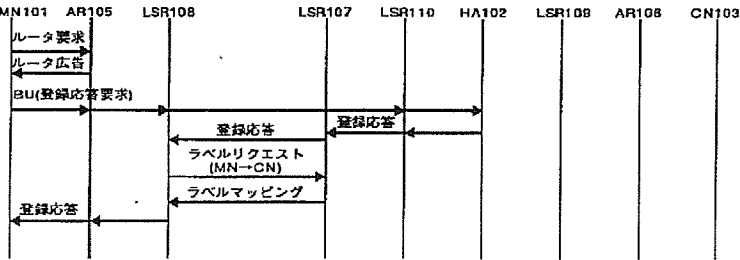 MN101 AR105 LSR108 LSR107 LSR110 HA102 LSR109 AR106 CN103
ルータ要求
ルータ広告
BU(登録応答要求)
登録応答
登録応答
ラベルリクエスト
(MN→CN)
ラベルマッピング
登録応答